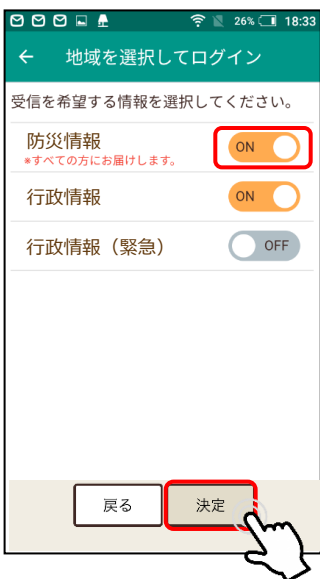 26% 18:33
← 地域を選択してログイン
受信を希望する情報を選択してください。
防災情報
*すべての方にお届けします。
ON
行政情報
ON
行政情報（緊急）
OFF
戻る
決定